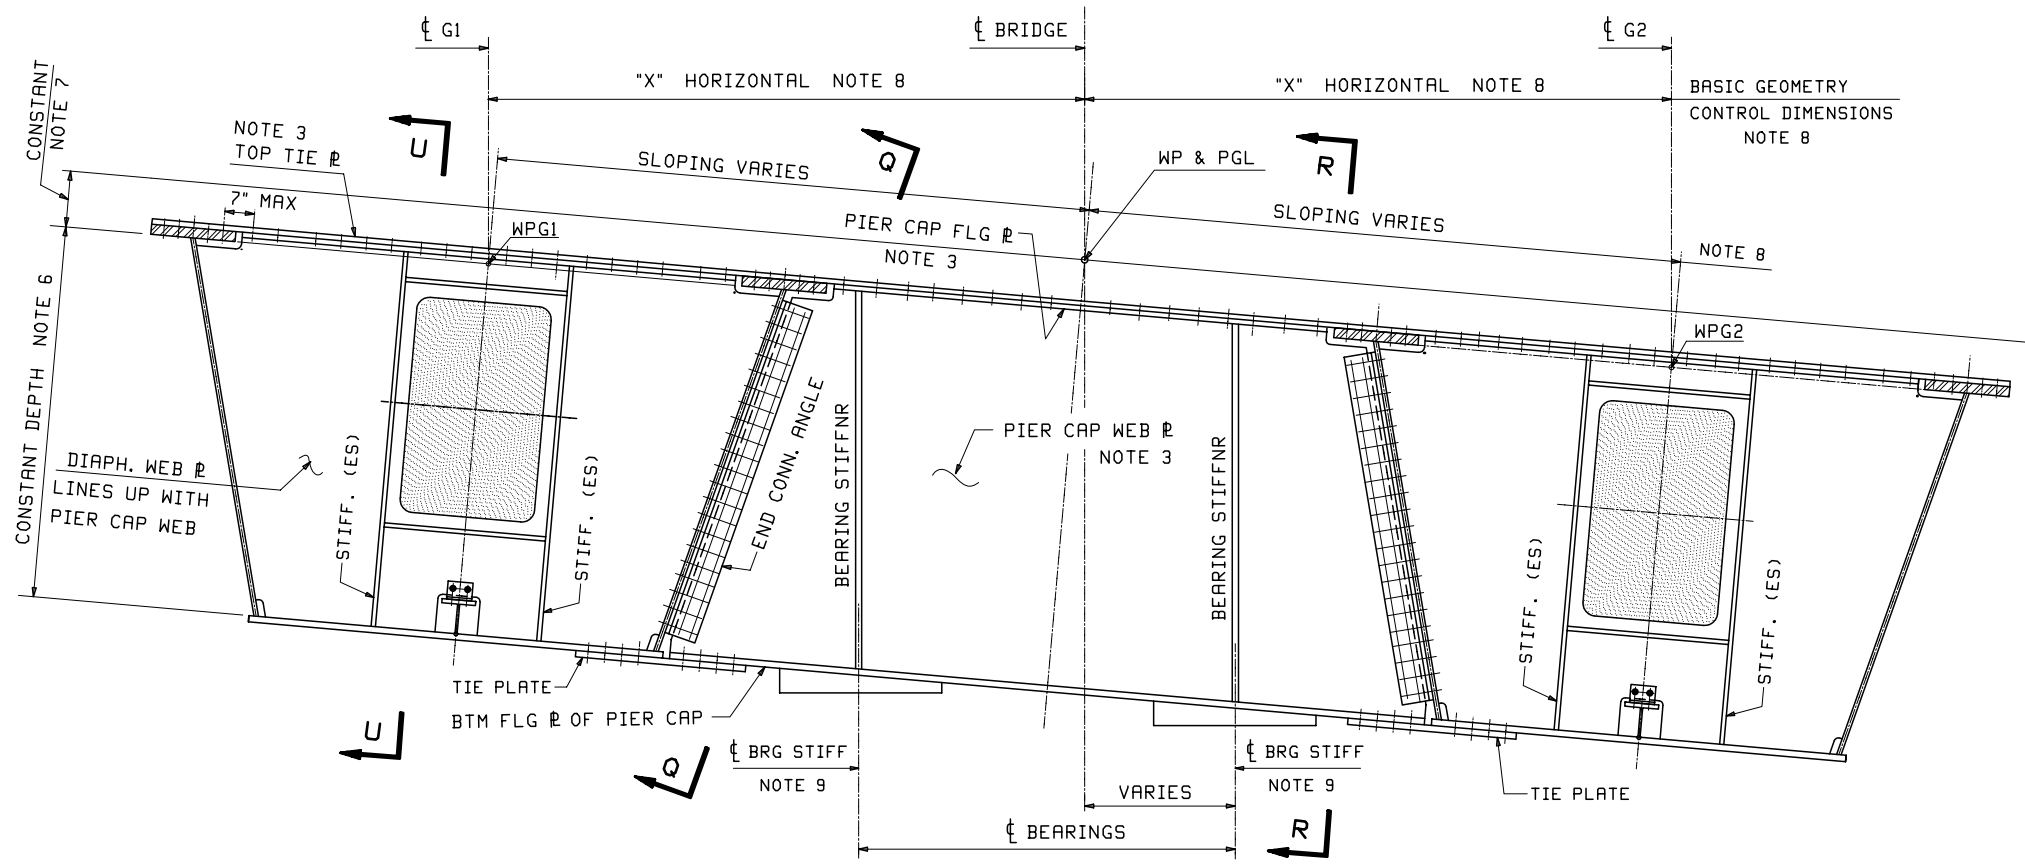 ℄ G1
℄ BRIDGE
℄ G2
"X" HORIZONTAL NOTE 8
"X" HORIZONTAL NOTE 8
BASIC GEOMETRY
CONTROL DIMENSIONS
NOTE 8
CONSTANT
NOTE 7
NOTE 3
TOP TIE ⅊
7" MAX
U
SLOPING VARIES
Q
WP & PGL
R
SLOPING VARIES
NOTE 8
WPG1
PIER CAP FLG ⅊
NOTE 3
WPG2
CONSTANT DEPTH NOTE 6
DIAPH. WEB ⅊
LINES UP WITH
PIER CAP WEB
STIFF. (ES)
STIFF. (ES)
END CONN. ANGLE
BEARING STIFFNR
PIER CAP WEB ⅊
NOTE 3
BEARING STIFFNR
STIFF. (ES)
STIFF. (ES)
TIE PLATE
BTM FLG ⅊ OF PIER CAP
U
Q
℄ BRG STIFF
NOTE 9
℄ BRG STIFF
NOTE 9
VARIES
TIE PLATE
℄ BEARINGS
R